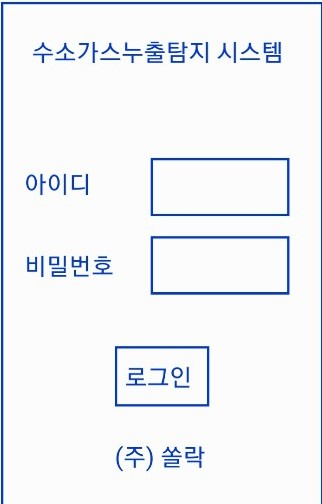 수소가스누출탐지 시스템
아이디
비밀번호
로그인
(주) 쏠락